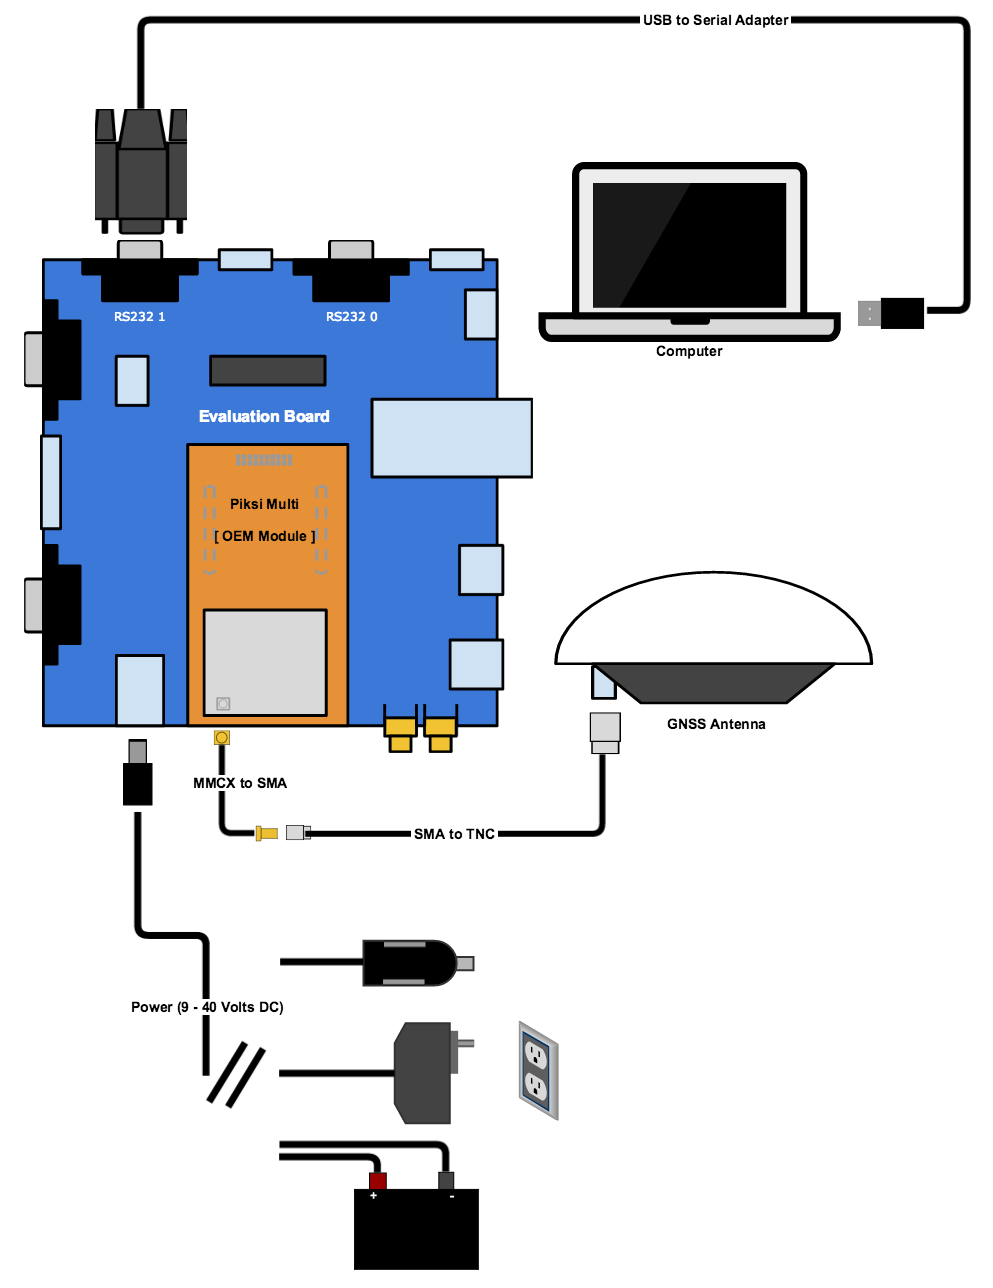 USB to Serial Adapter
RS232 1
RS232 0
Computer
Evaluation Board
Piksi Multi
[ OEM Module ]
GNSS Antenna
MMCX to SMA
SMA to TNC
Power (9 - 40 Volts DC)
+
-